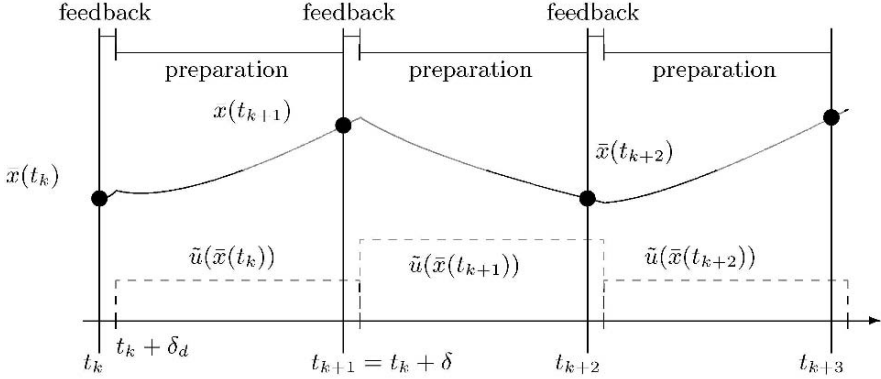 feedback feedback feedback
preparation preparation preparation
x(t_{k+1})
x̄(t_k) x̄(t_{k+2})
ũ(x̄(t_k)) ũ(x̄(t_{k+1})) ũ(x̄(t_{k+2}))
t_k + δ_d
t_k t_{k+1} = t_k + δ t_{k+2} t_{k+3}